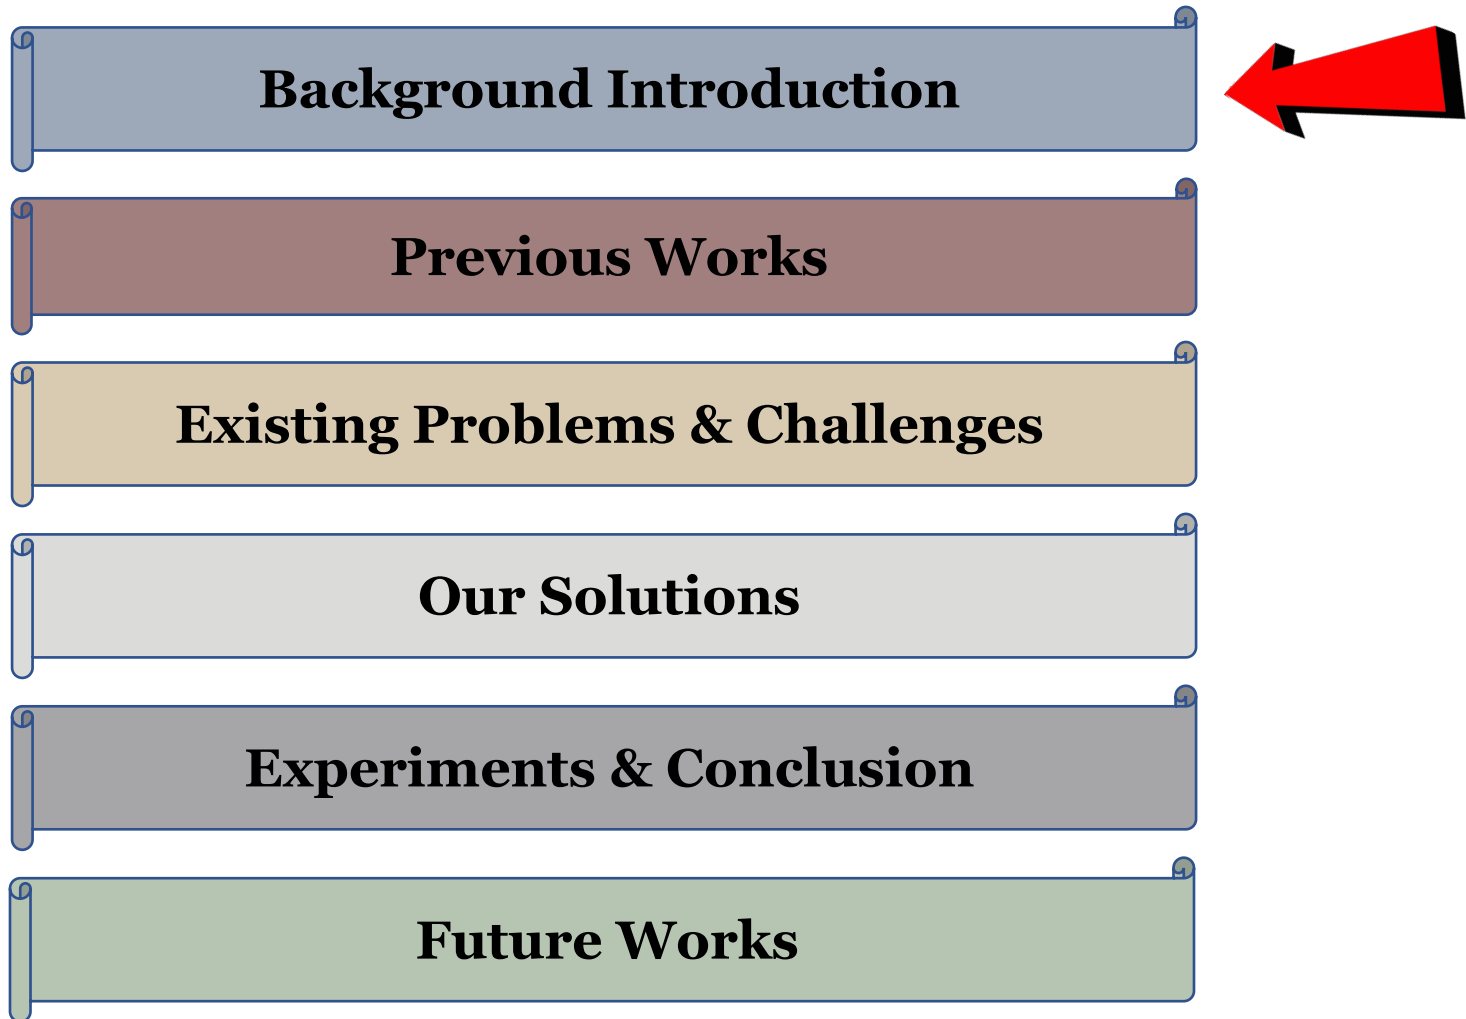 Background Introduction
Previous Works
Existing Problems & Challenges
Our Solutions
Experiments & Conclusion
Future Works